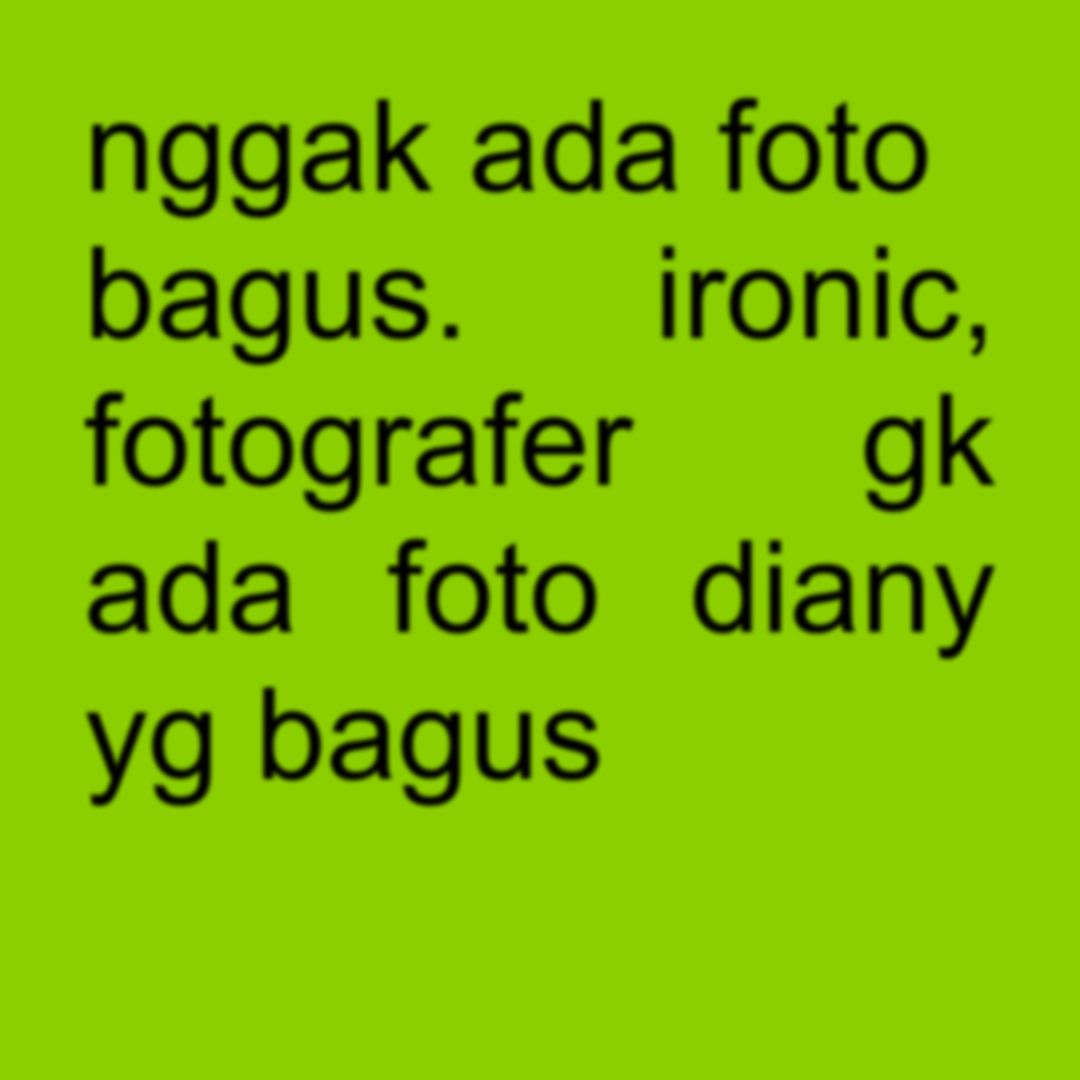 nggak ada foto
bagus. ironic,
fotografer gk
ada foto diany
yg bagus